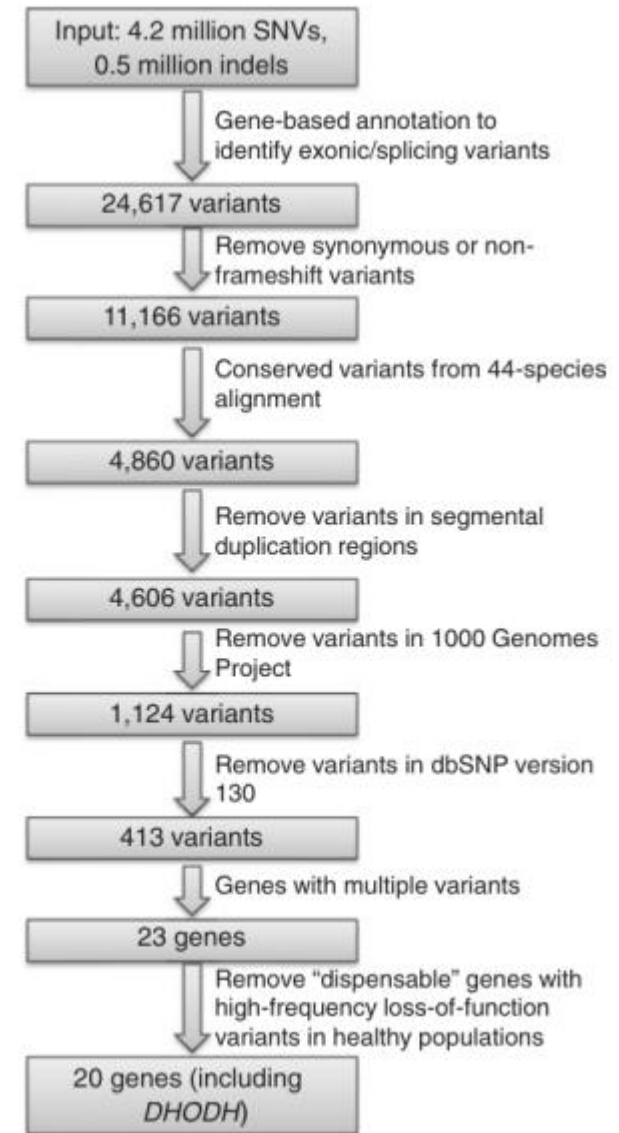 Input: 4.2 million SNVs,
0.5 million indels
Gene-based annotation to
identify exonic/splicing variants
24,617 variants
Remove synonymous or non-
frameshift variants
11,166 variants
Conserved variants from 44-species
alignment
4,860 variants
Remove variants in segmental
duplication regions
4,606 variants
Remove variants in 1000 Genomes
Project
1,124 variants
Remove variants in dbSNP version
130
413 variants
Genes with multiple variants
23 genes
Remove “dispensable” genes with
high-frequency loss-of-function
variants in healthy populations
20 genes (including
DHODH)